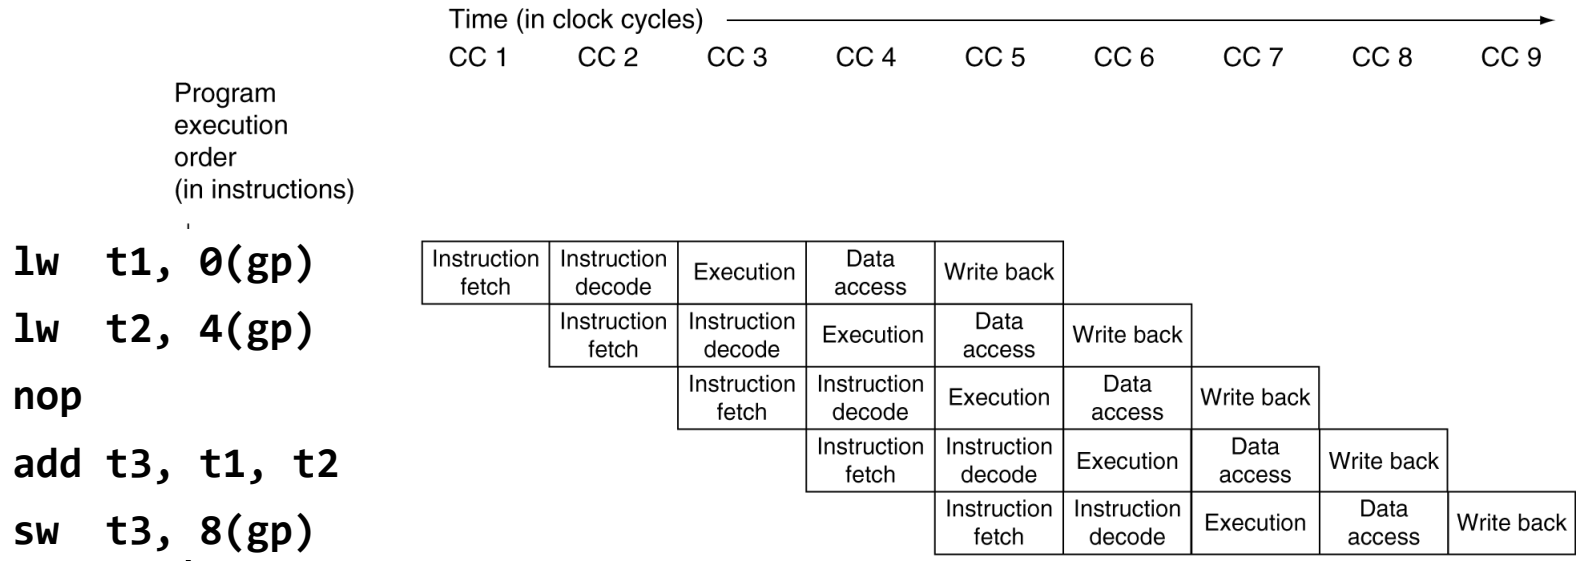 Time (in clock cycles)
CC 1 CC 2 CC 3 CC 4 CC 5 CC 6 CC 7 CC 8 CC 9
Program
execution
order
(in instructions)
lw t1, 0(gp)
Instruction fetch Instruction decode Execution Data access Write back
lw t2, 4(gp)
Instruction fetch Instruction decode Execution Data access Write back
nop
Instruction fetch Instruction decode Execution Data access Write back
add t3, t1, t2
Instruction fetch Instruction decode Execution Data access Write back
sw t3, 8(gp)
Instruction fetch Instruction decode Execution Data access Write back